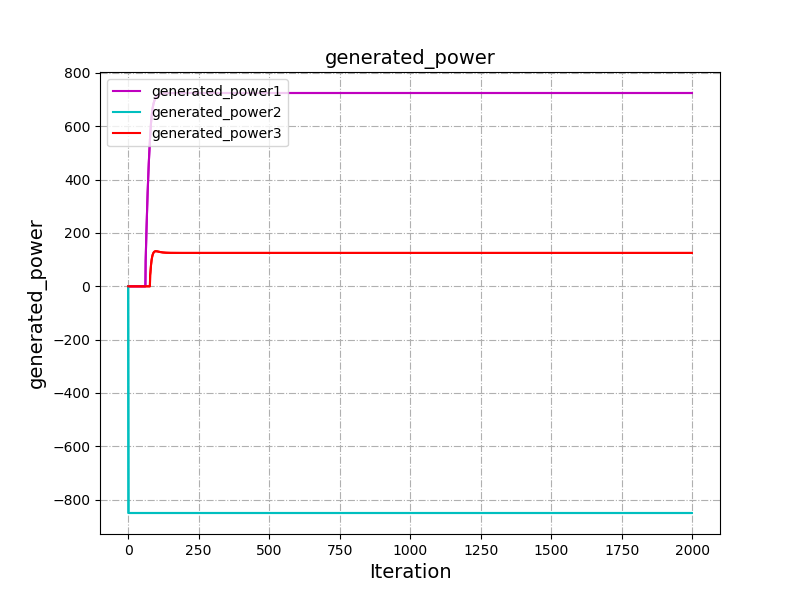 generated_power
generated_power1
generated_power2
generated_power3
800
600
400
200
0
−200
−400
−600
−800
generated_power
0 250 500 750 1000 1250 1500 1750 2000
Iteration